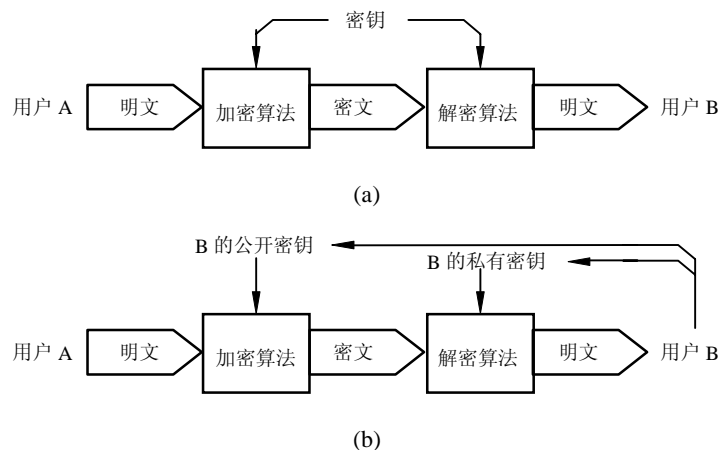 密钥
用户 A 明文 加密算法 密文 解密算法 明文 用户 B
(a)
B 的公开密钥
B 的私有密钥
用户 A 明文 加密算法 密文 解密算法 明文 用户 B
(b)